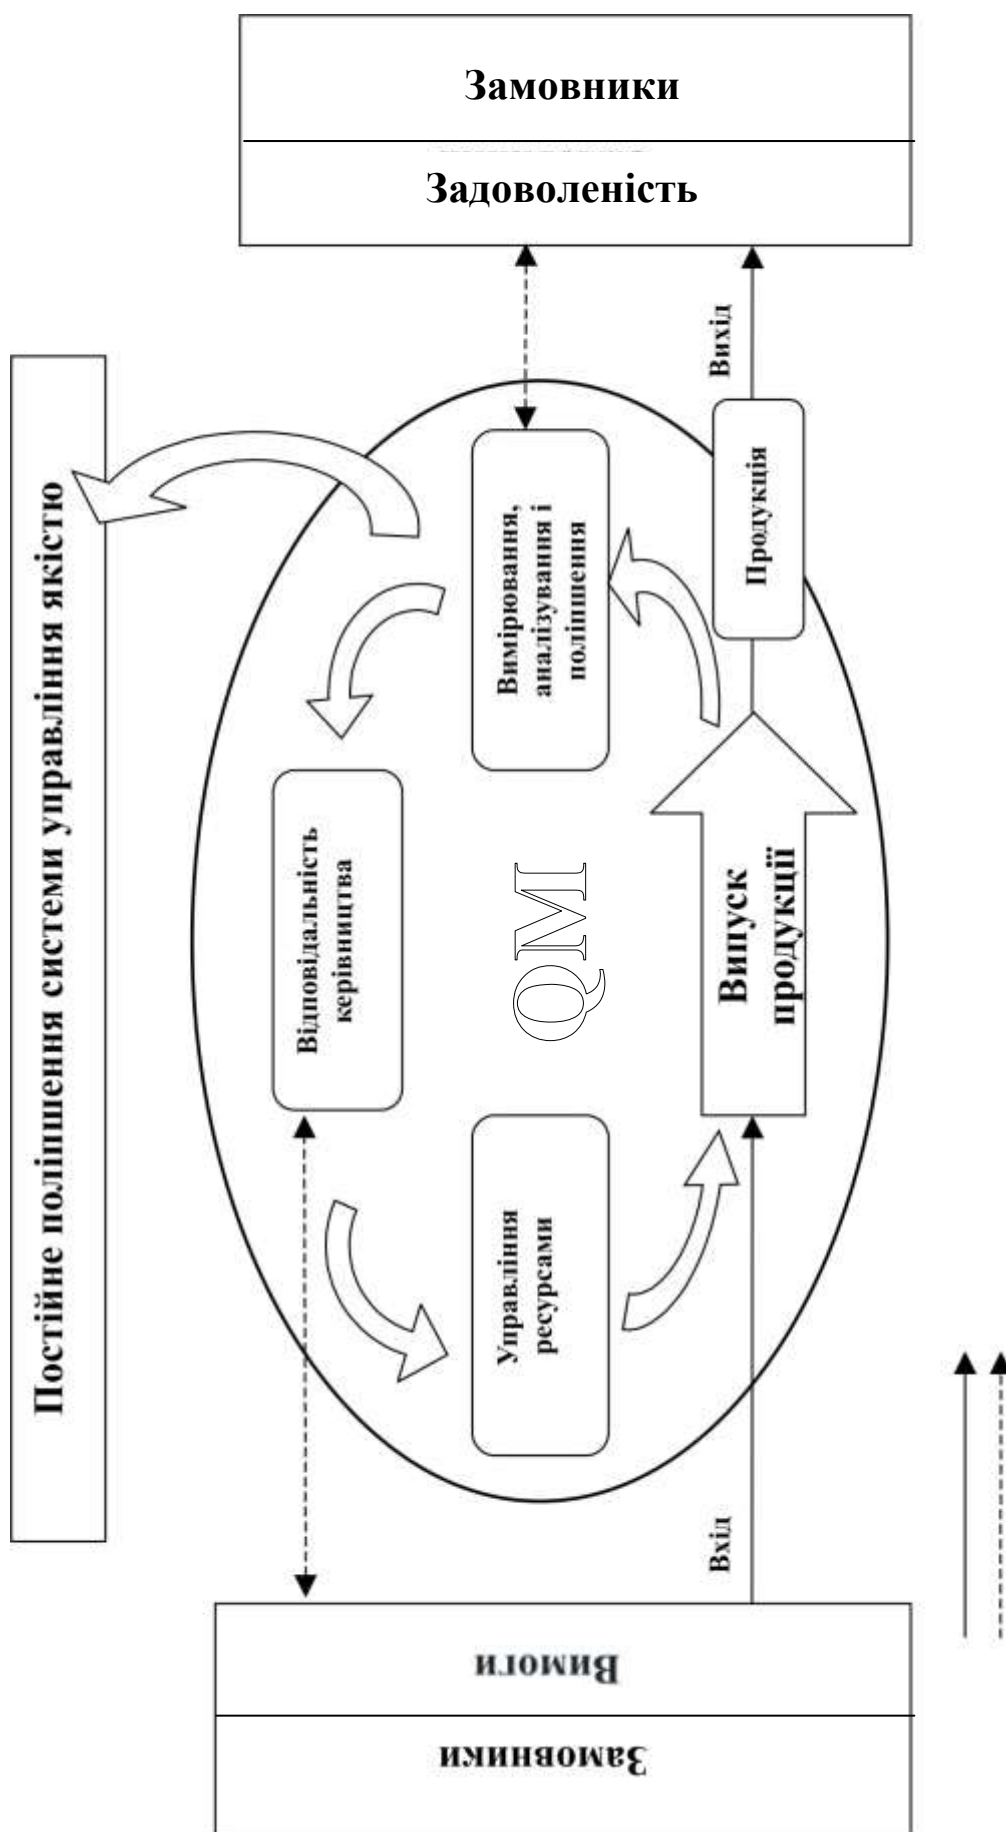 Постійне поліпшення системи управління якістю
Замовники
Задоволеність
Відповідальність
керівництва
Вимірювання,
аналізування і
поліпшення
QM
Управління
ресурсами
Випуск
продукції
Продукція
Вихід
Вхід
Вимоги
Замовники